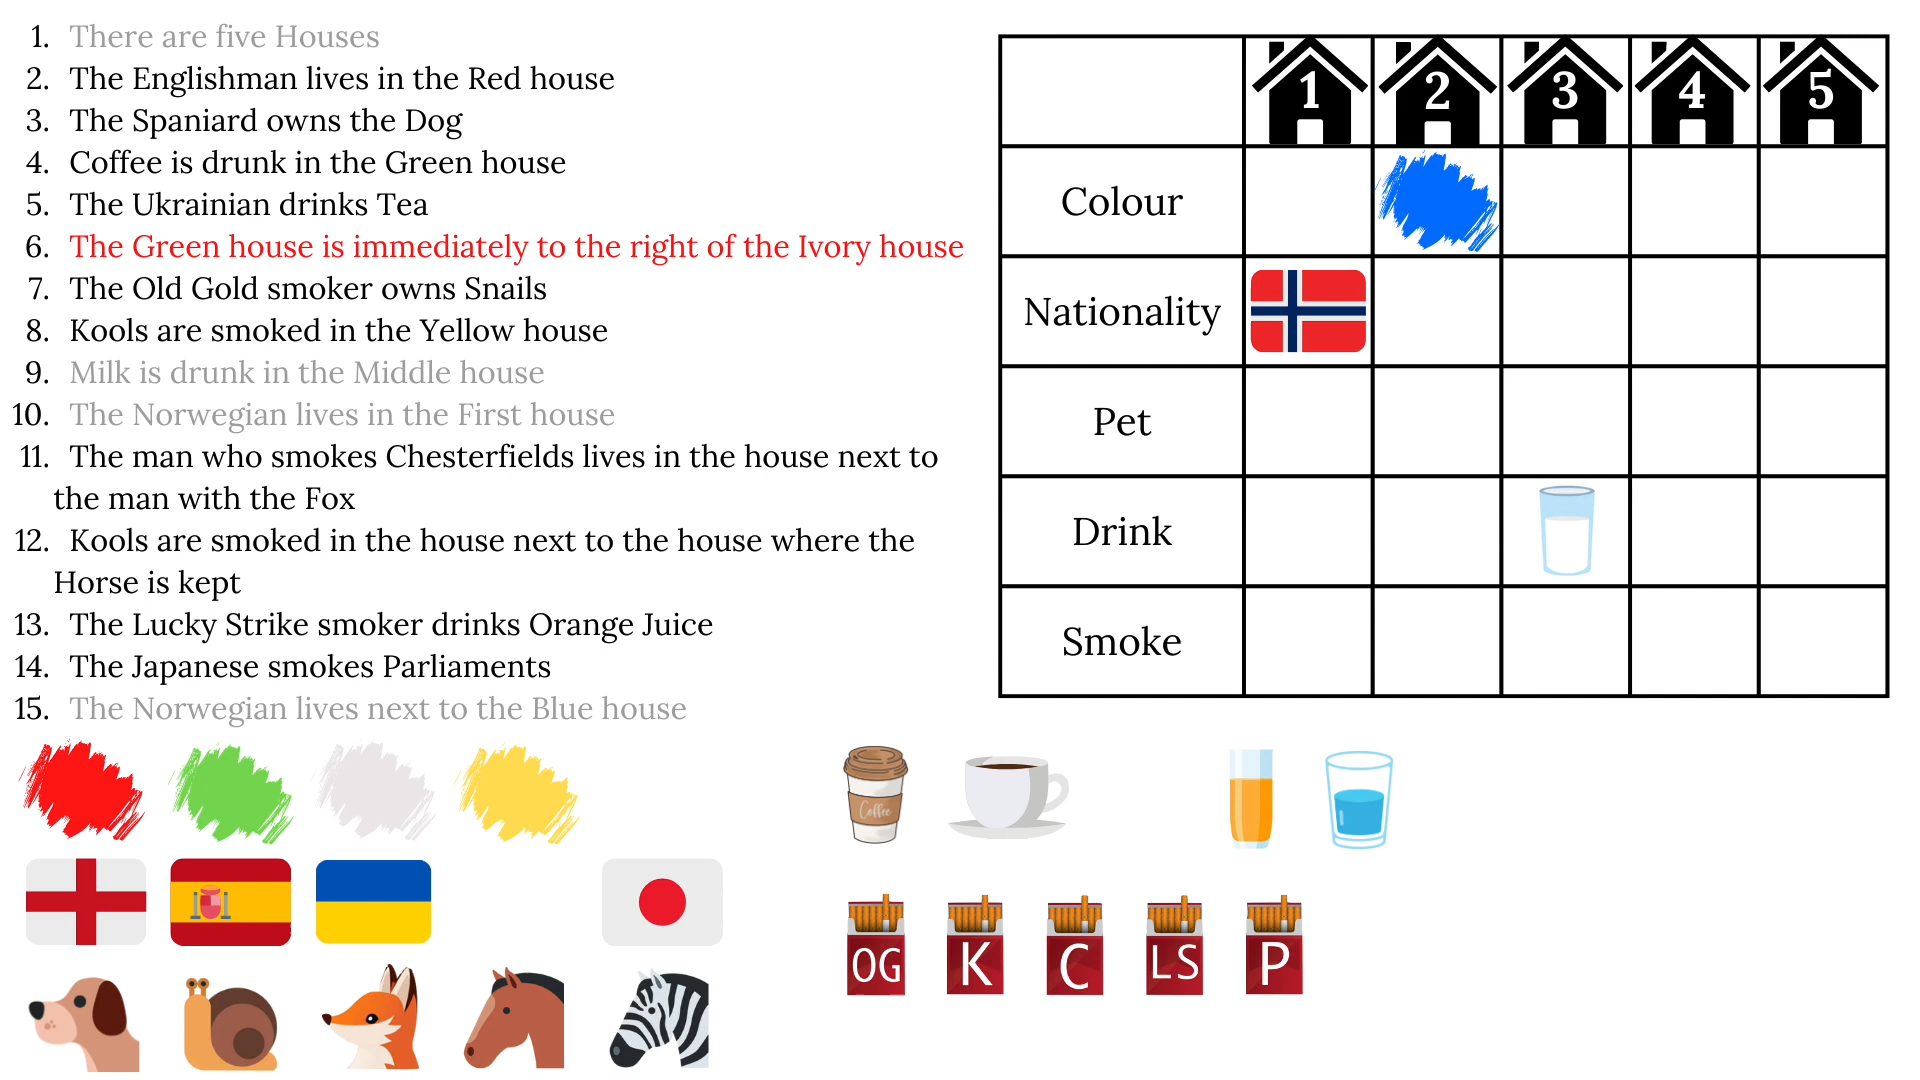 1. There are five Houses
2. The Englishman lives in the Red house
3. The Spaniard owns the Dog
4. Coffee is drunk in the Green house
5. The Ukrainian drinks Tea
6. The Green house is immediately to the right of the Ivory house
7. The Old Gold smoker owns Snails
8. Kools are smoked in the Yellow house
9. Milk is drunk in the Middle house
10. The Norwegian lives in the First house
11. The man who smokes Chesterfields lives in the house next to
the man with the Fox
12. Kools are smoked in the house next to the house where the
Horse is kept
13. The Lucky Strike smoker drinks Orange Juice
14. The Japanese smokes Parliaments
15. The Norwegian lives next to the Blue house
1 2 3 4 5
Colour
Nationality
Pet
Drink
Smoke
Coffee
OG K C LS P